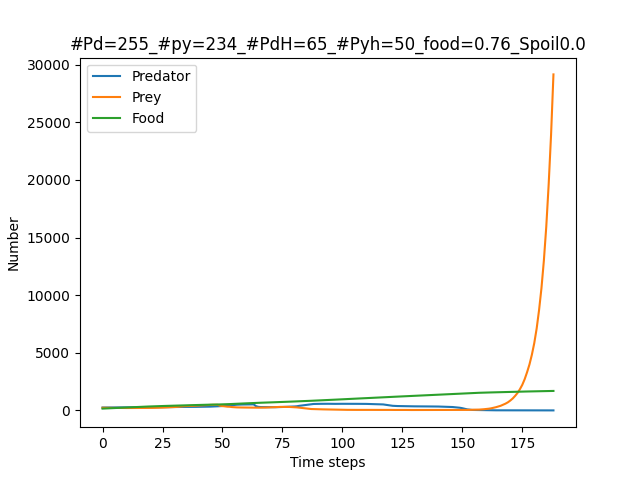 #Pd=255_#py=234_#PdH=65_#Pyh=50_food=0.76_Spoil0.0
Predator
Prey
Food
Number
30000
25000
20000
15000
10000
5000
0
0 25 50 75 100 125 150 175
Time steps